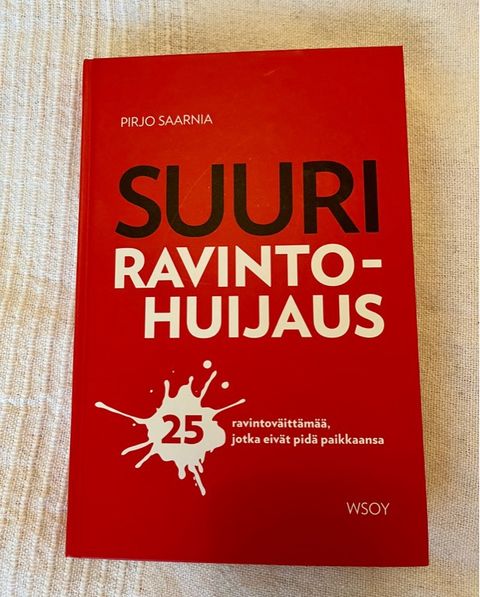 PIRJO SAARNIA
SUURI
RAVINTO-
HUIJAUS
25
ravintoväittämää,
jotka eivät pidä paikkaansa
WSOY